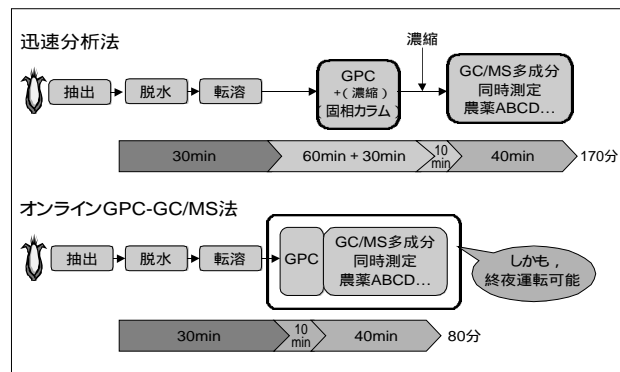 迅速分析法
濃縮
抽出
脱水
転溶
GPC
+(濃縮)
固相カラム
GC/MS多成分
同時測定
農薬ABCD...
30min
60min + 30min
10
min
40min
170分
オンラインGPC-GC/MS法
抽出
脱水
転溶
GPC
GC/MS多成分
同時測定
農薬ABCD...
しかも,
終夜運転可能
30min
10
min
40min
80分